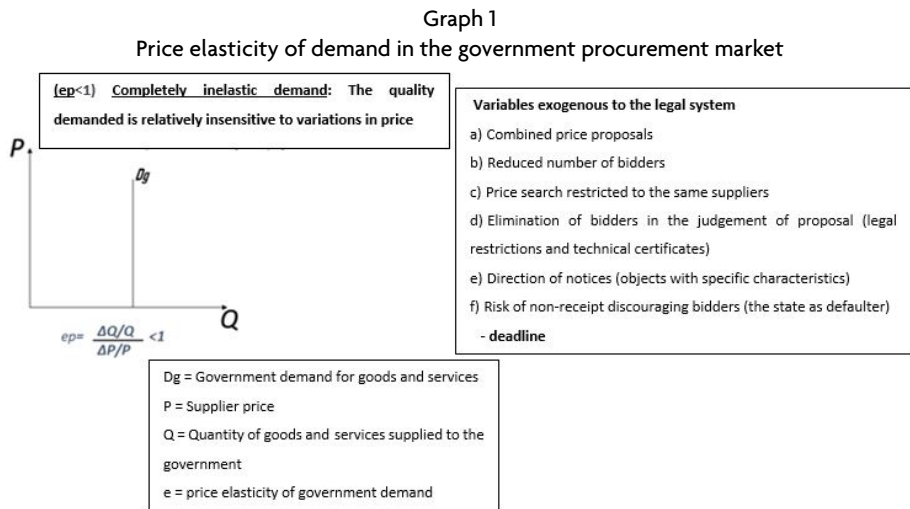 Graph 1
Price elasticity of demand in the government procurement market
(ep<1) Completely inelastic demand: The quality
demanded is relatively insensitive to variations in price
P
Dg
Q
ep= ΔQ/Q / ΔP/P <1
Variables exogenous to the legal system
a) Combined price proposals
b) Reduced number of bidders
c) Price search restricted to the same suppliers
d) Elimination of bidders in the judgement of proposal (legal
restrictions and technical certificates)
e) Direction of notices (objects with specific characteristics)
f) Risk of non-receipt discouraging bidders (the state as defaulter)
- deadline
Dg = Government demand for goods and services
P = Supplier price
Q = Quantity of goods and services supplied to the
government
e = price elasticity of government demand